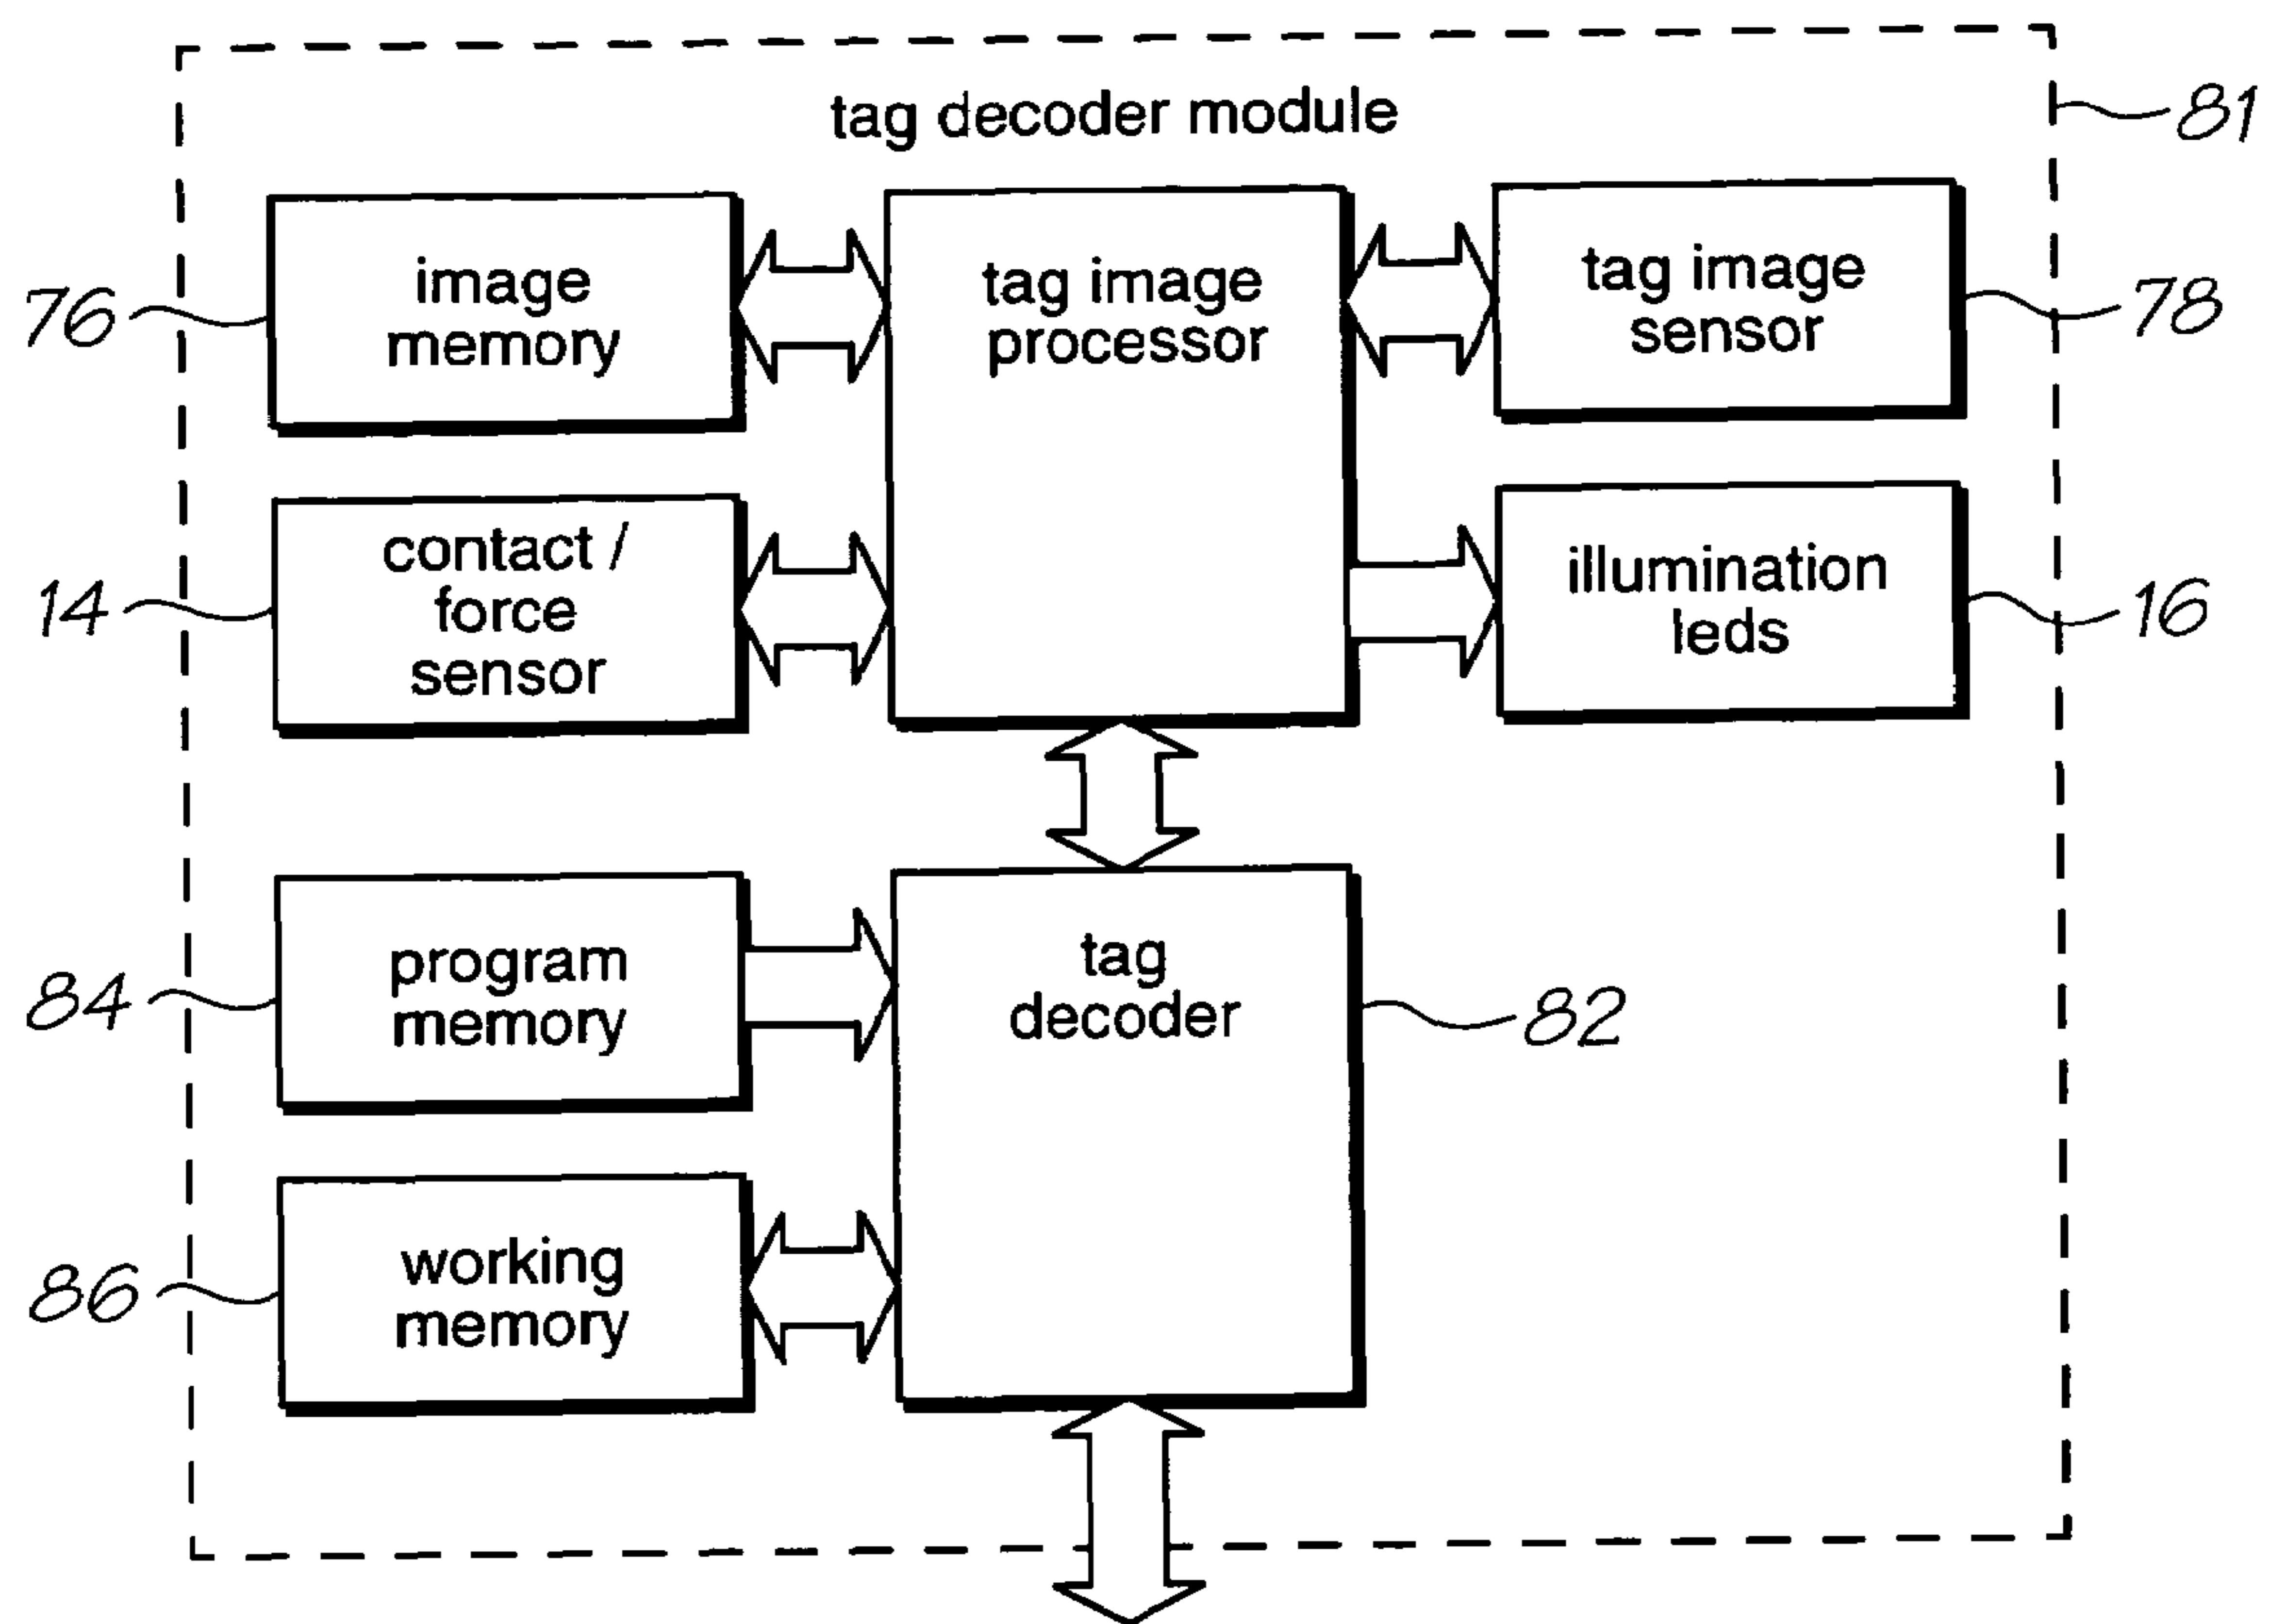 tag decoder module
81
image
memory
76
tag image
processor
tag image
sensor
78
contact /
force
sensor
14
illumination
leds
16
program
memory
84
tag
decoder
82
working
memory
86